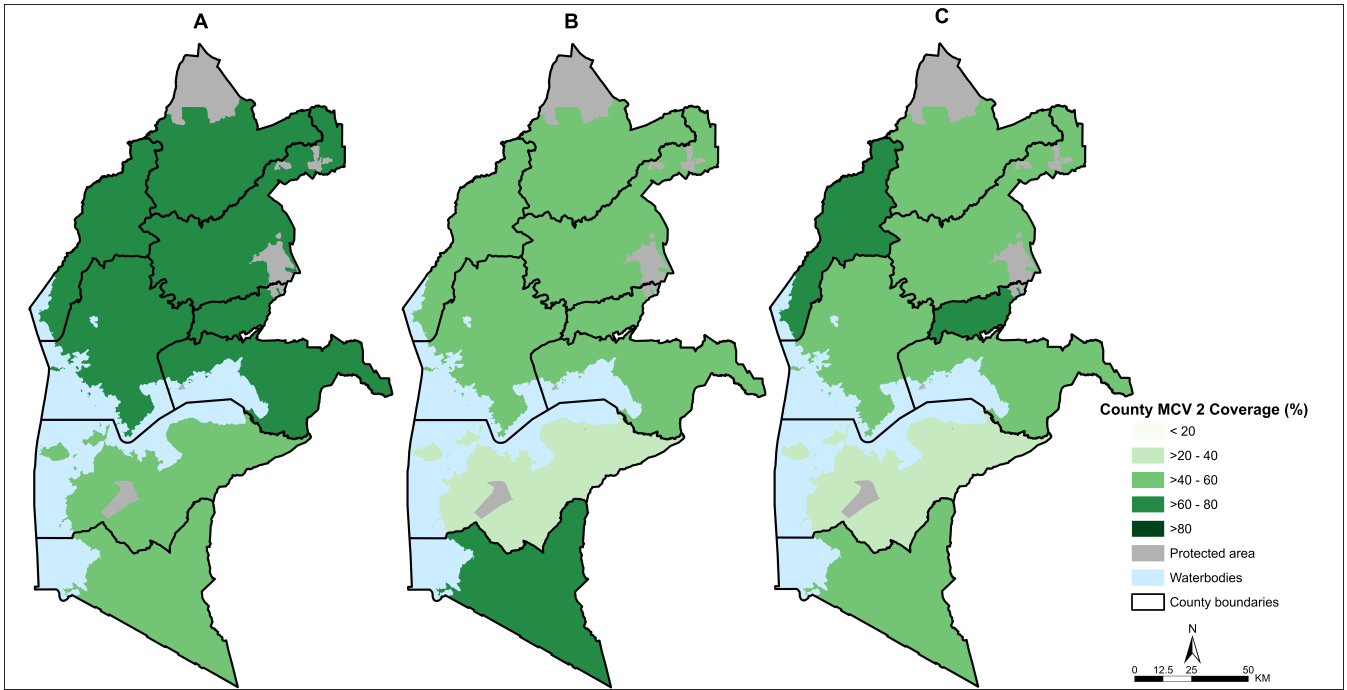 A
B
C
County MCV 2 Coverage (%)
< 20
>20 - 40
>40 - 60
>60 - 80
>80
Protected area
Waterbodies
County boundaries
N
0 12.5 25 50
KM